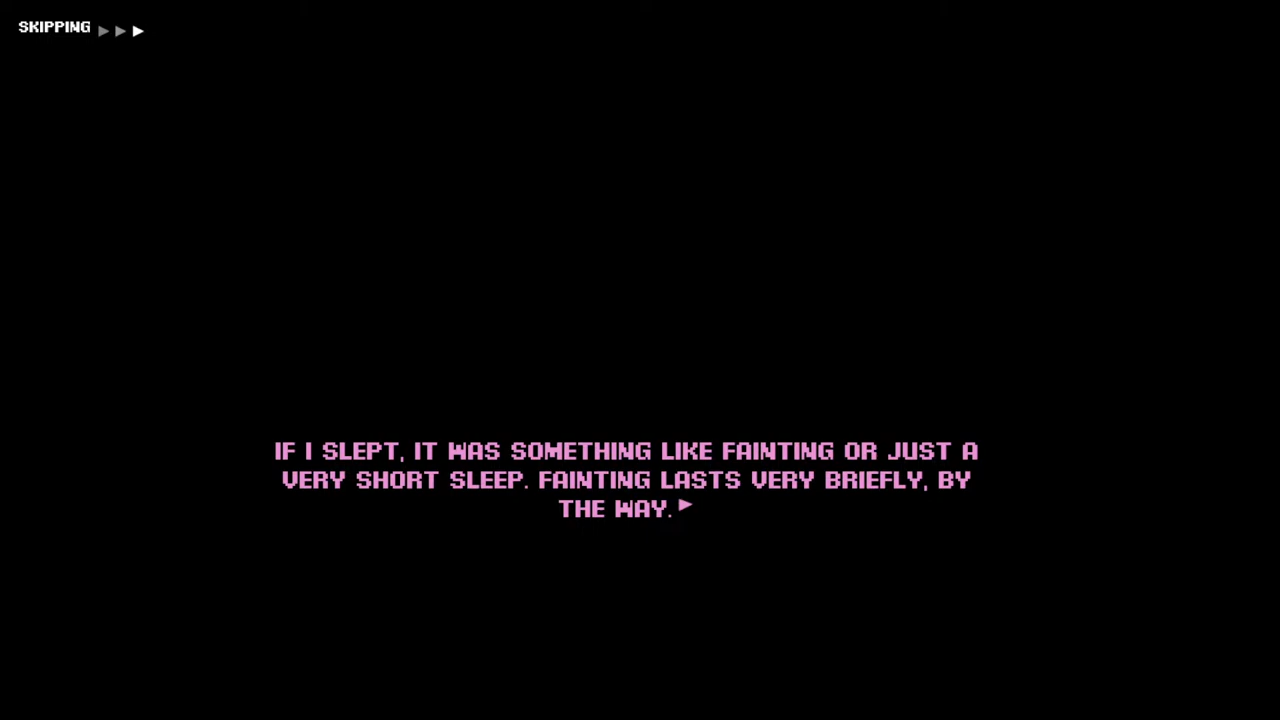 SKIPPING
IF I SLEPT, IT WAS SOMETHING LIKE FAINTING OR JUST A
VERY SHORT SLEEP. FAINTING LASTS VERY BRIEFLY, BY
THE WAY.